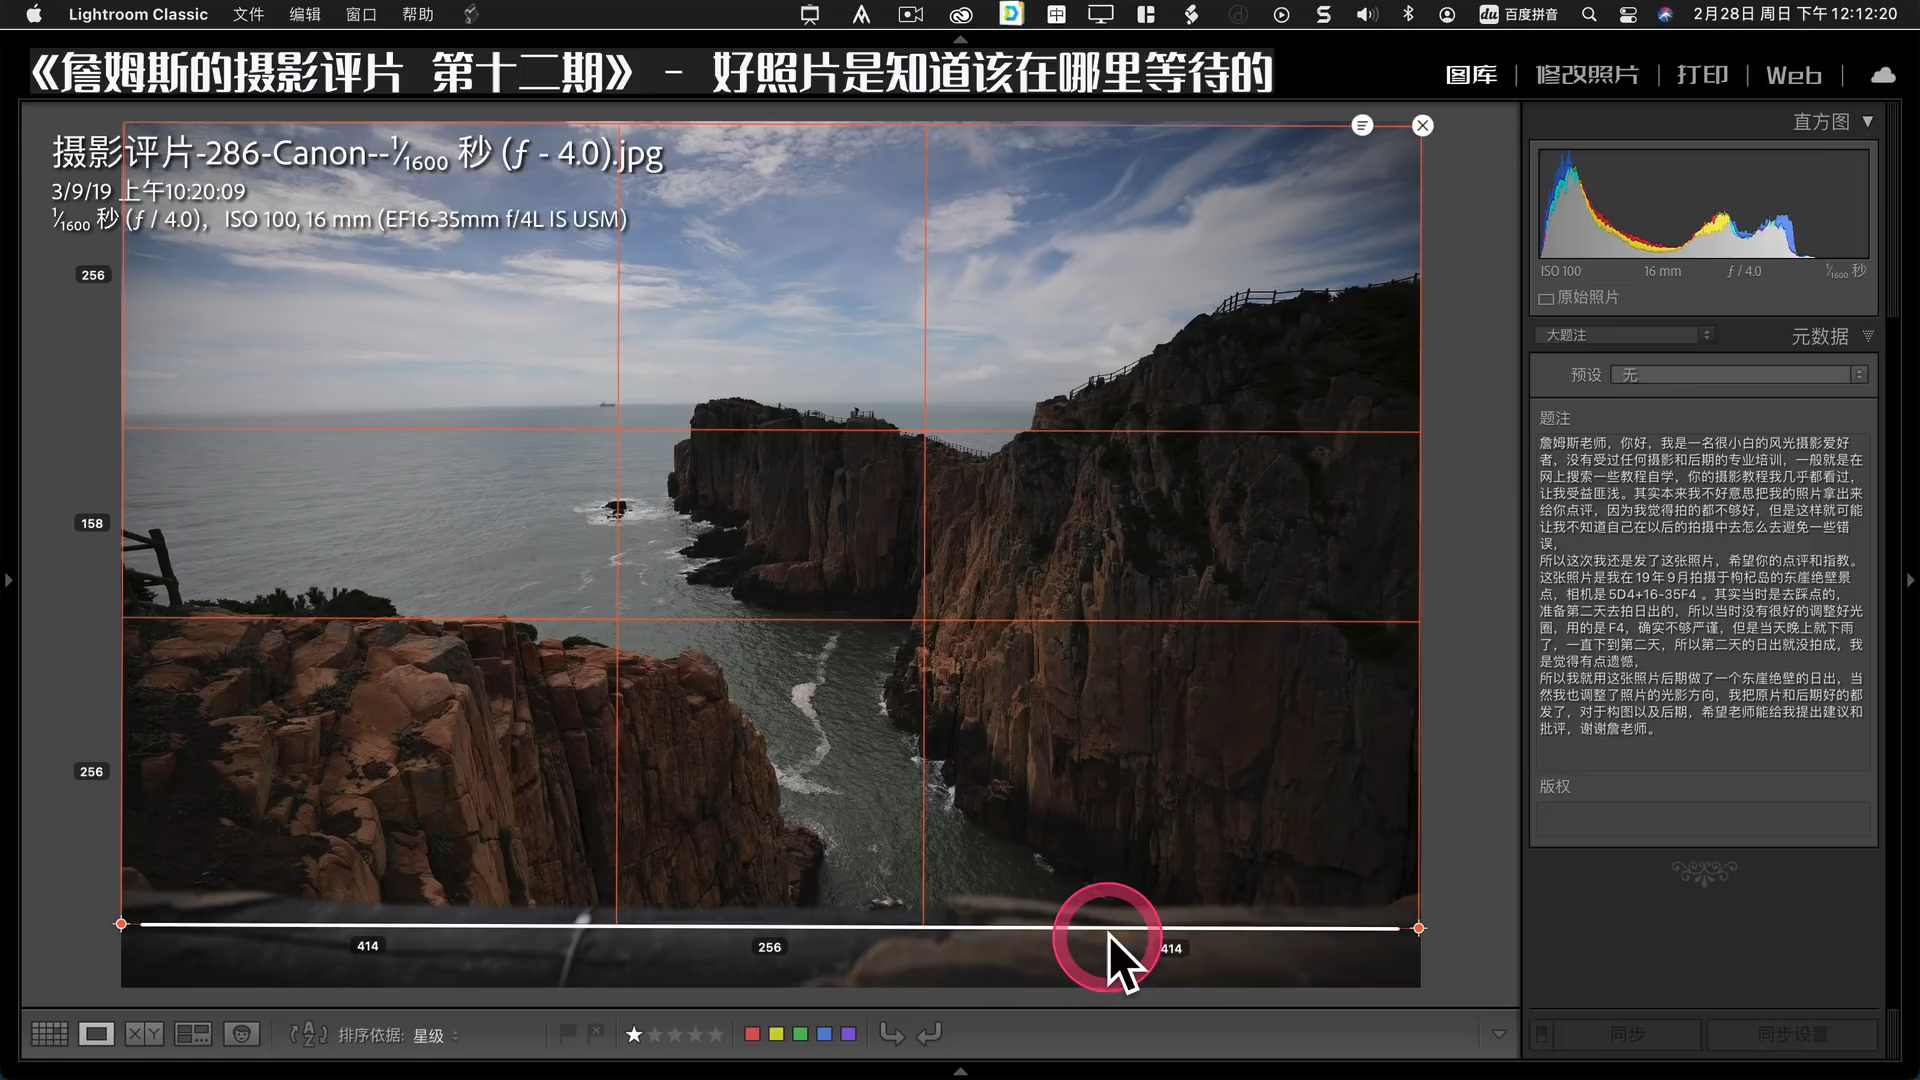 Lightroom Classic 文件 编辑 窗口 帮助
中 du 百度拼音 2月28日 周日 下午 12:12:20
《詹姆斯的摄影评片 第十二期》 - 好照片是知道该在哪里等待的
图库 | 修改照片 | 打印 | Web |
摄影评片-286-Canon--1/1600 秒 (ƒ - 4.0).jpg
3/9/19 上午10:20:09
1/1600 秒 (ƒ / 4.0)， ISO 100, 16 mm (EF16-35mm f/4L IS USM)
256
158
256
414
256
414
直方图
ISO 100 16 mm ƒ / 4.0 1/1600 秒
原始照片
大题注 元数据
预设 无
题注
詹姆斯老师，你好，我是一名很小白的风光摄影爱好
者，没有受过任何摄影和后期的专业培训，一般就是在
网上搜索一些教程自学，你的摄影教程我几乎都看过，
让我受益匪浅。其实本来我不好意思把我的照片拿出来
给你点评，因为我觉得拍的都不够好，但是这样就可能
让我不知道自己在以后的拍摄中去怎么去避免一些错
误，
所以这次我还是发了这张照片，希望你的点评和指教。
这张照片是我在 19 年 9 月拍摄于枸杞岛的东崖绝壁景
点，相机是 5D4+16-35F4 。其实当时是去踩点的，
准备第二天去拍日出的，所以当时没有很好的调整好光
圈，用的是 F4，确实不够严谨，但是当天晚上就下雨
了，一直下到第二天，所以第二天的日出就没拍成，我
是觉得有点遗憾，
所以我就用这张照片后期做了一个东崖绝壁的日出，当
然我也调整了照片的光影方向，我把原片和后期好的都
发了，对于构图以及后期，希望老师能给我提出建议和
批评，谢谢詹老师。
版权
排序依据: 星级
同步 同步设置